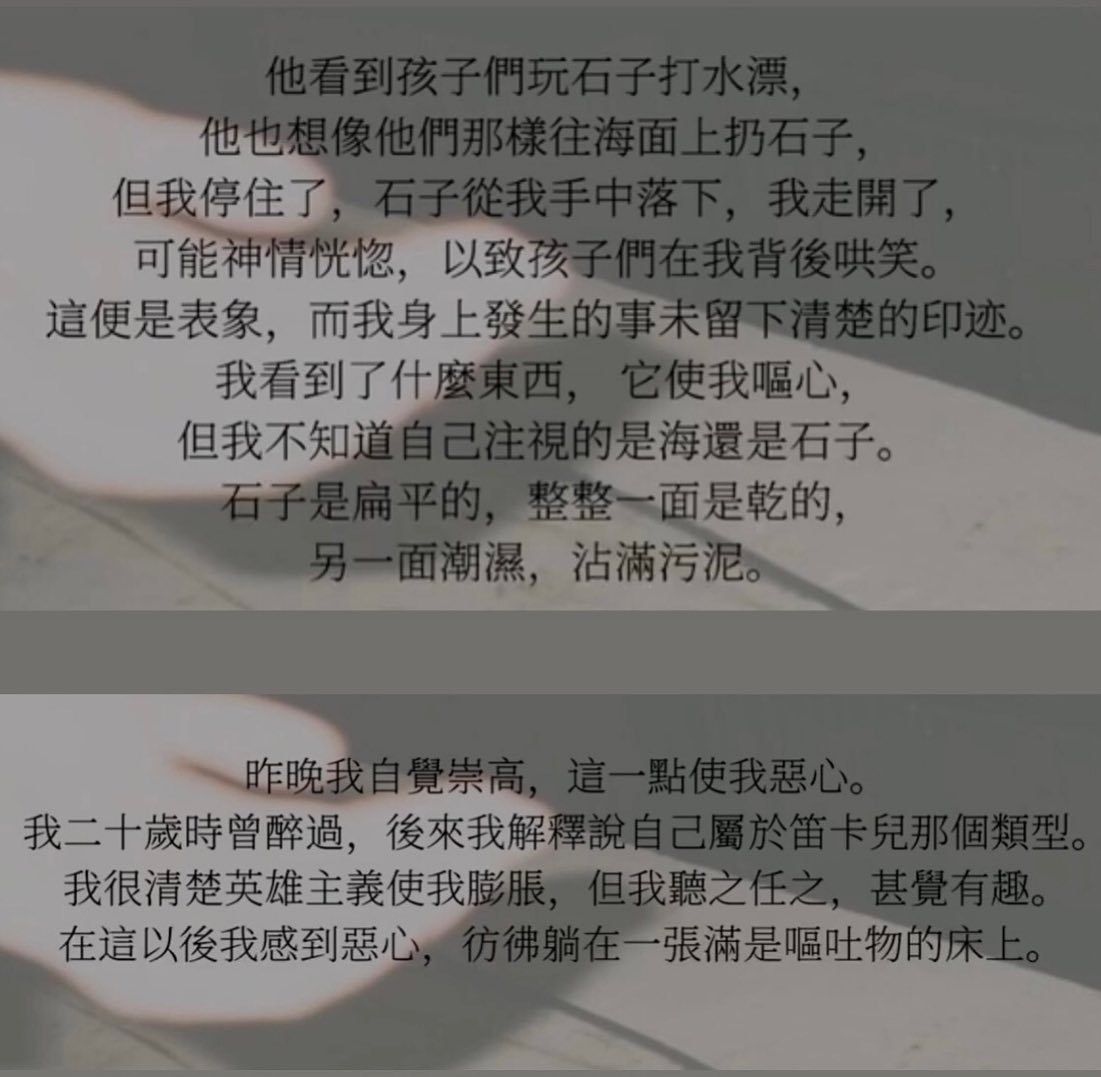 他看到孩子們玩石子打水漂，
他也想像他們那樣往海面上扔石子，
但我停住了，石子從我手中落下，我走開了，
可能神情恍惚，以致孩子們在我背後哄笑。
這便是表象，而我身上發生的事未留下清楚的印迹。
我看到了什麼東西， 它使我嘔心，
但我不知道自己注視的是海還是石子。
石子是扁平的，整整一面是乾的，
另一面潮濕，沾滿污泥。
昨晚我自覺崇高，這一點使我惡心。
我二十歲時曾醉過，後來我解釋說自己屬於笛卡兒那個類型。
我很清楚英雄主義使我膨脹，但我聽之任之，甚覺有趣。
在這以後我感到惡心，彷彿躺在一張滿是嘔吐物的床上。